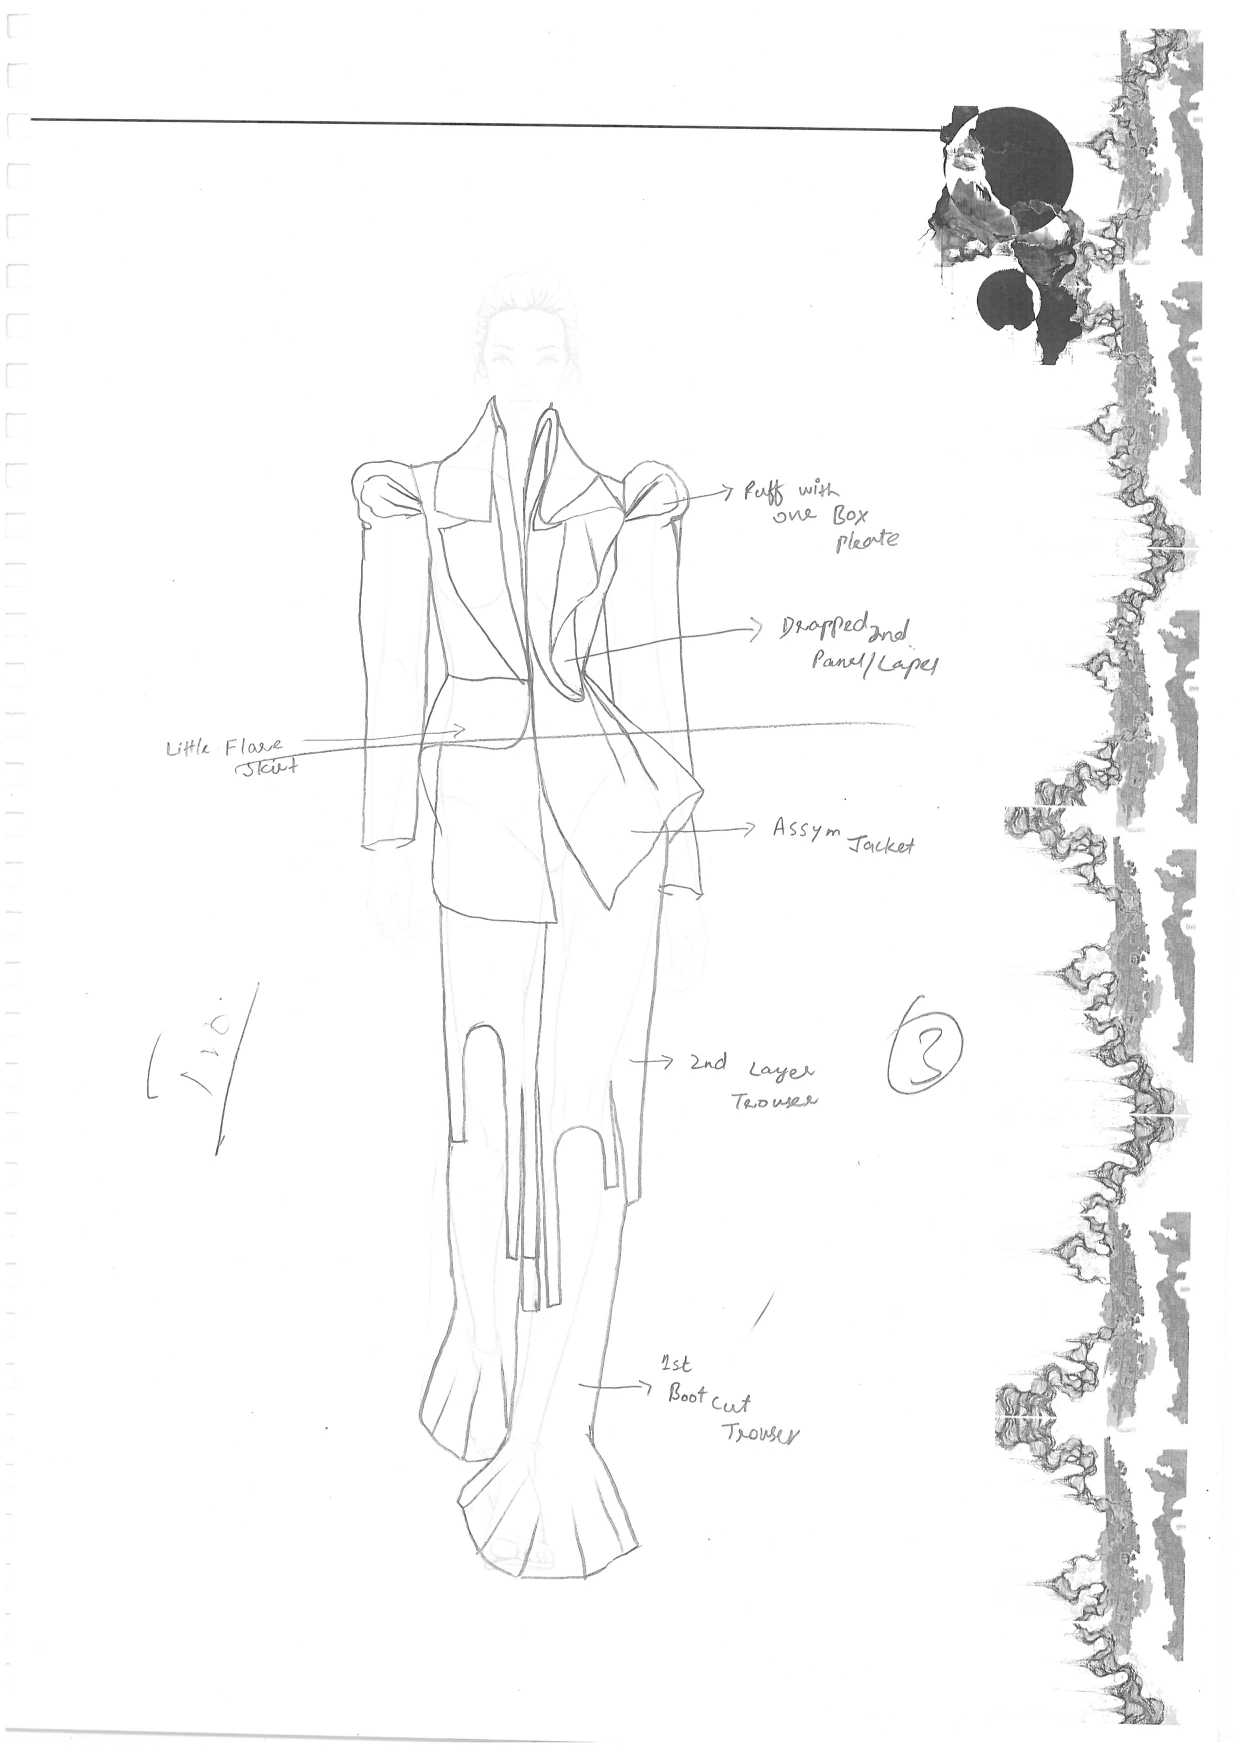 Puff with
one Box
pleate
Drapped 2nd
Panel/Lapel
Little Flare
Skirt
Assym Jacket
2nd Layer
Trouser
3
1st
Boot cut
Trouser